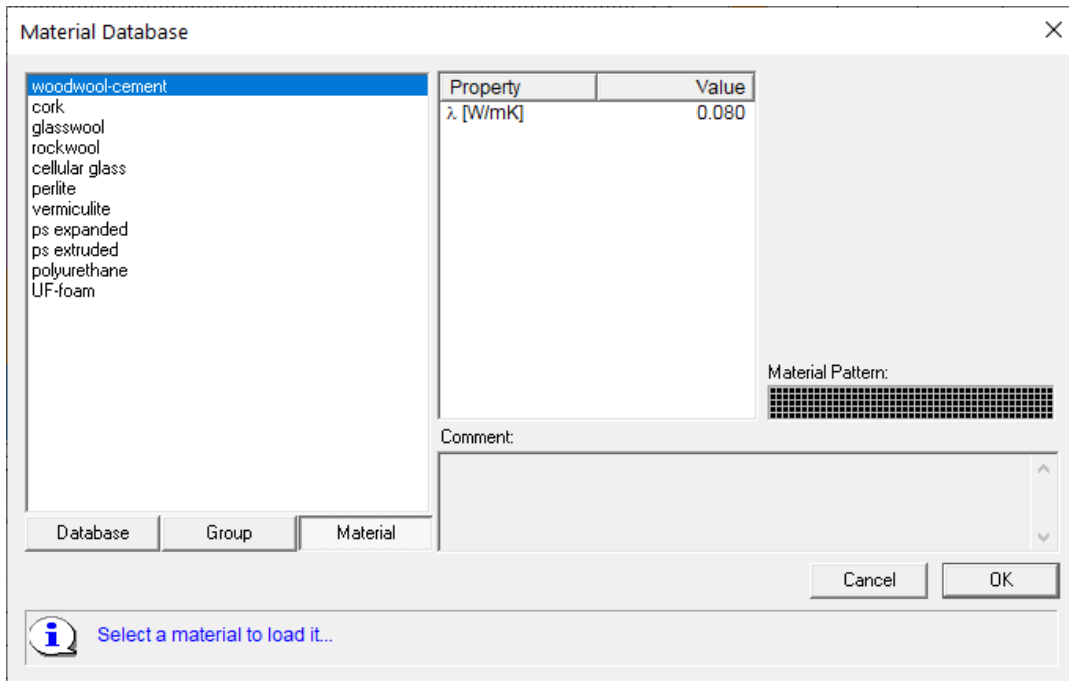 Material Database
woodwool-cement
cork
glasswool
rockwool
cellular glass
perlite
vermiculite
ps expanded
ps extruded
polyurethane
UF-foam
Property Value
λ [W/mK] 0.080
Material Pattern:
Comment:
Database Group Material
Cancel OK
Select a material to load it...